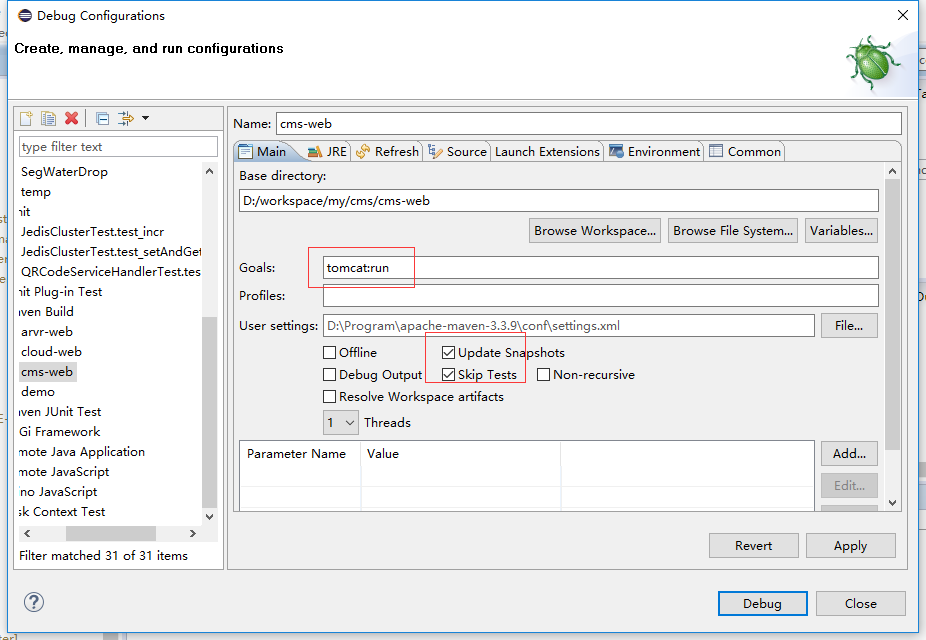 Debug Configurations
Create, manage, and run configurations
type filter text
SegWaterDrop
temp
nit
JedisClusterTest.test_incr
JedisClusterTest.test_setAndGet
QRCodeServiceHandlerTest.tes
nit Plug-in Test
aven Build
arvr-web
cloud-web
cms-web
demo
aven JUnit Test
Gi Framework
mote Java Application
mote JavaScript
ino JavaScript
sk Context Test
Filter matched 31 of 31 items
Name: cms-web
Main JRE Refresh Source Launch Extensions Environment Common
Base directory:
D:/workspace/my/cms/cms-web
Browse Workspace... Browse File System... Variables...
Goals: tomcat:run
Profiles:
User settings: D:\Program\apache-maven-3.3.9\conf\settings.xml File...
Offline Update Snapshots
Debug Output Skip Tests Non-recursive
Resolve Workspace artifacts
1 Threads
Parameter Name Value Add...
Edit...
Revert Apply
? Debug Close